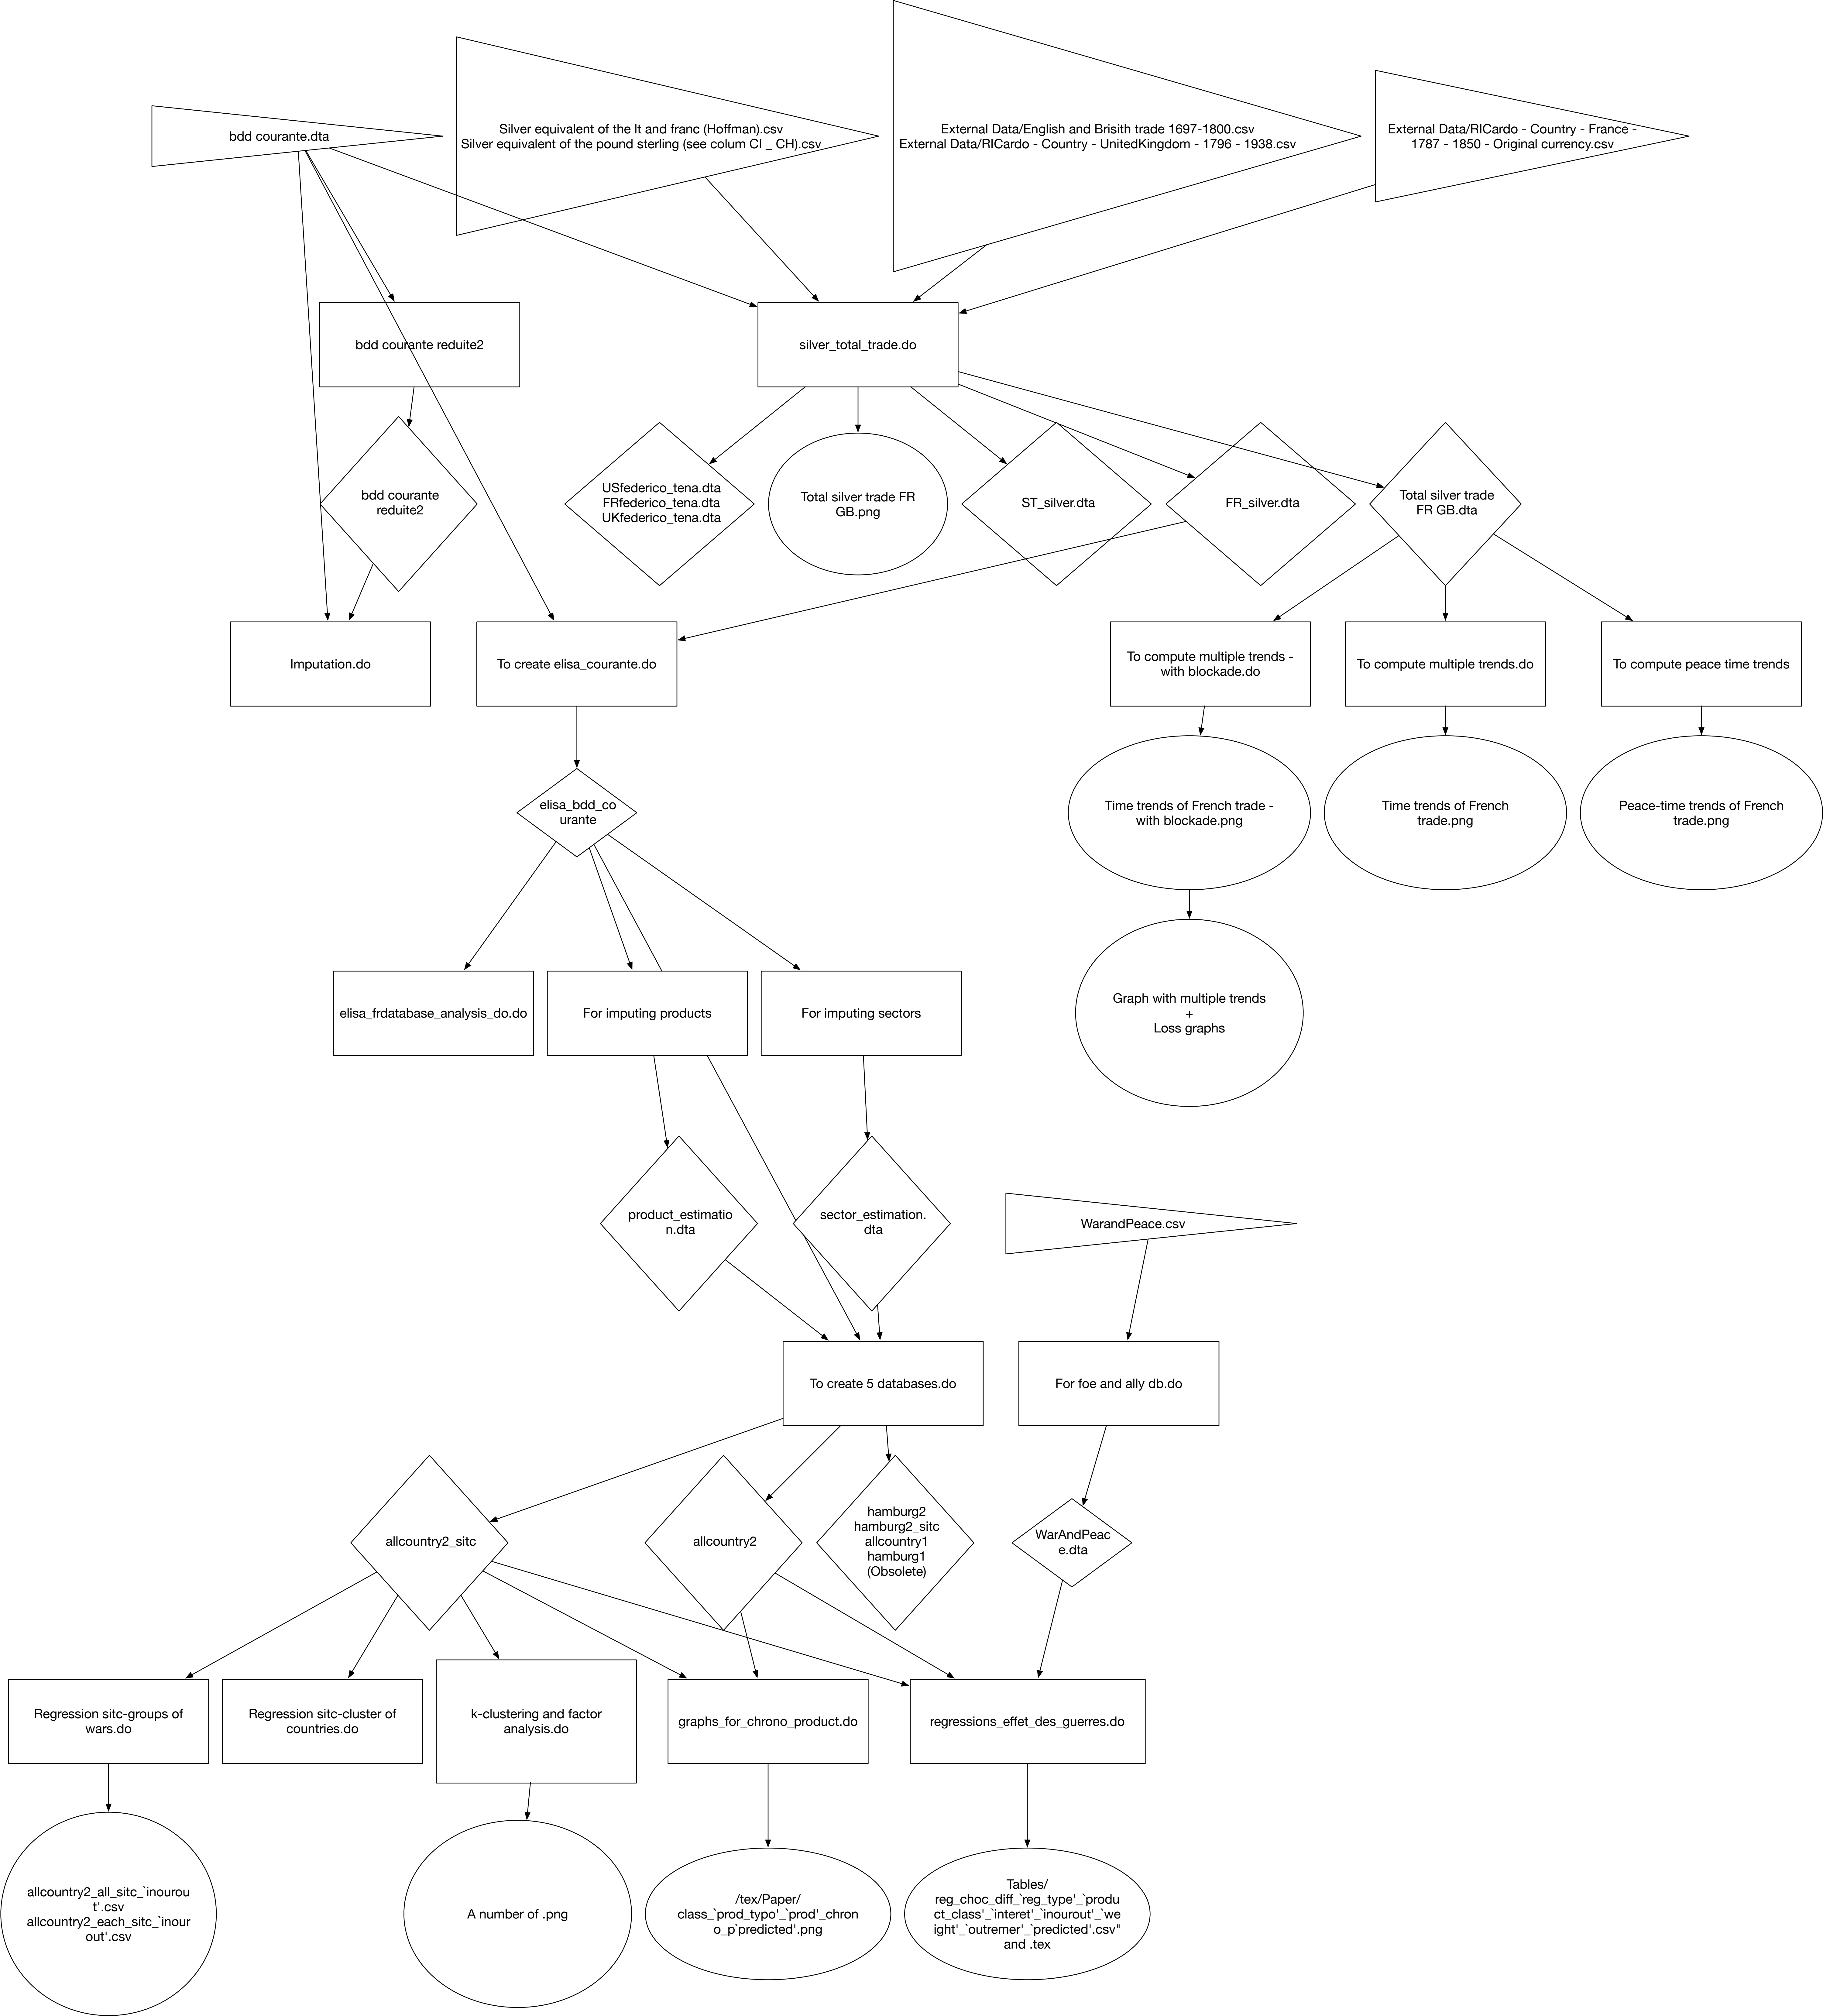 bdd courante.dta
Silver equivalent of the lt and franc (Hoffman).csv
Silver equivalent of the pound sterling (see colum CI _ CH).csv
External Data/English and Brisith trade 1697-1800.csv
External Data/RICardo - Country - UnitedKingdom - 1796 - 1938.csv
External Data/RICardo - Country - France -
1787 - 1850 - Original currency.csv
bdd courante reduite2
silver_total_trade.do
bdd courante
reduite2
USfederico_tena.dta
FRfederico_tena.dta
UKfederico_tena.dta
Total silver trade FR
GB.png
ST_silver.dta
FR_silver.dta
Total silver trade
FR GB.dta
Imputation.do
To create elisa_courante.do
To compute multiple trends -
with blockade.do
To compute multiple trends.do
To compute peace time trends
elisa_bdd_co
urante
Time trends of French trade -
with blockade.png
Time trends of French
trade.png
Peace-time trends of French
trade.png
elisa_frdatabase_analysis_do.do
For imputing products
For imputing sectors
Graph with multiple trends
+
Loss graphs
product_estimatio
n.dta
sector_estimation.
dta
WarandPeace.csv
To create 5 databases.do
For foe and ally db.do
allcountry2_sitc
allcountry2
hamburg2
hamburg2_sitc
allcountry1
hamburg1
(Obsolete)
WarAndPeac
e.dta
Regression sitc-groups of
wars.do
Regression sitc-cluster of
countries.do
k-clustering and factor
analysis.do
graphs_for_chrono_product.do
regressions_effet_des_guerres.do
allcountry2_all_sitc_`inourou
t'.csv
allcountry2_each_sitc_`inour
out'.csv
A number of .png
/tex/Paper/
class_`prod_typo'_`prod'_chron
o_p`predicted'.png
Tables/
reg_choc_diff_`reg_type'_`produ
ct_class'_`interet'_`inourout'_`we
ight'_`outremer'_`predicted'.csv"
and .tex